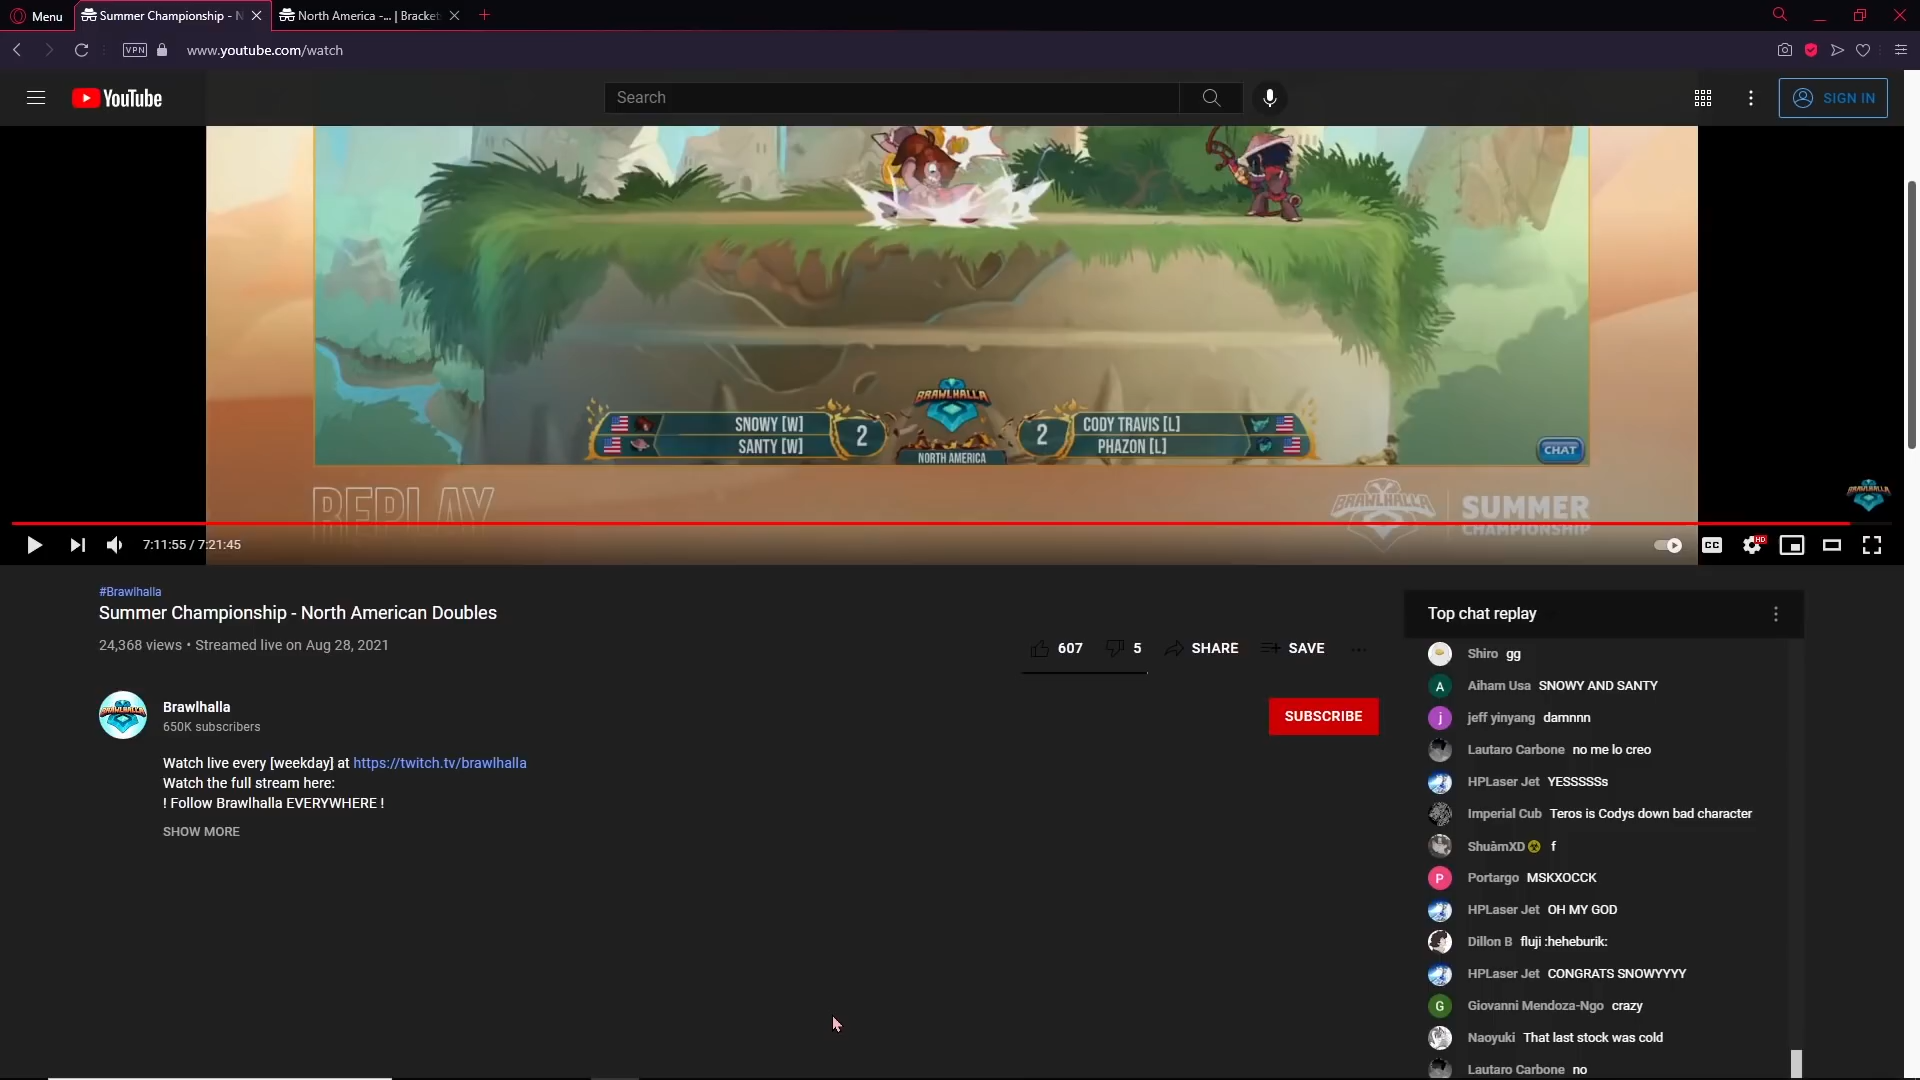 Menu
Summer Championship - N
North America -... | Bracket
VPN
www.youtube.com/watch
YouTube
Search
SIGN IN
SNOWY [W]
SANTY [W]
2
BRAWLHALLA
NORTH AMERICA
2
CODY TRAVIS [L]
PHAZON [L]
CHAT
REPLAY
BRAWLHALLA
SUMMER
CHAMPIONSHIP
BRAWLHALLA
7:11:55 / 7:21:45
CC
HD
#Brawlhalla
Summer Championship - North American Doubles
24,368 views • Streamed live on Aug 28, 2021
607
5
SHARE
SAVE
BRAWLHALLA
Brawlhalla
650K subscribers
SUBSCRIBE
Watch live every [weekday] at https://twitch.tv/brawlhalla
Watch the full stream here:
! Follow Brawlhalla EVERYWHERE !
SHOW MORE
Top chat replay
Shiro gg
A Aiham Usa SNOWY AND SANTY
j jeff yinyang damnnn
Lautaro Carbone no me lo creo
HPLaser Jet YESSSSSs
Imperial Cub Teros is Codys down bad character
ShuàmXD☣ f
P Portargo MSKXOCCK
HPLaser Jet OH MY GOD
Dillon B fluji :heheburik:
HPLaser Jet CONGRATS SNOWYYYY
G Giovanni Mendoza-Ngo crazy
Naoyuki That last stock was cold
Lautaro Carbone no